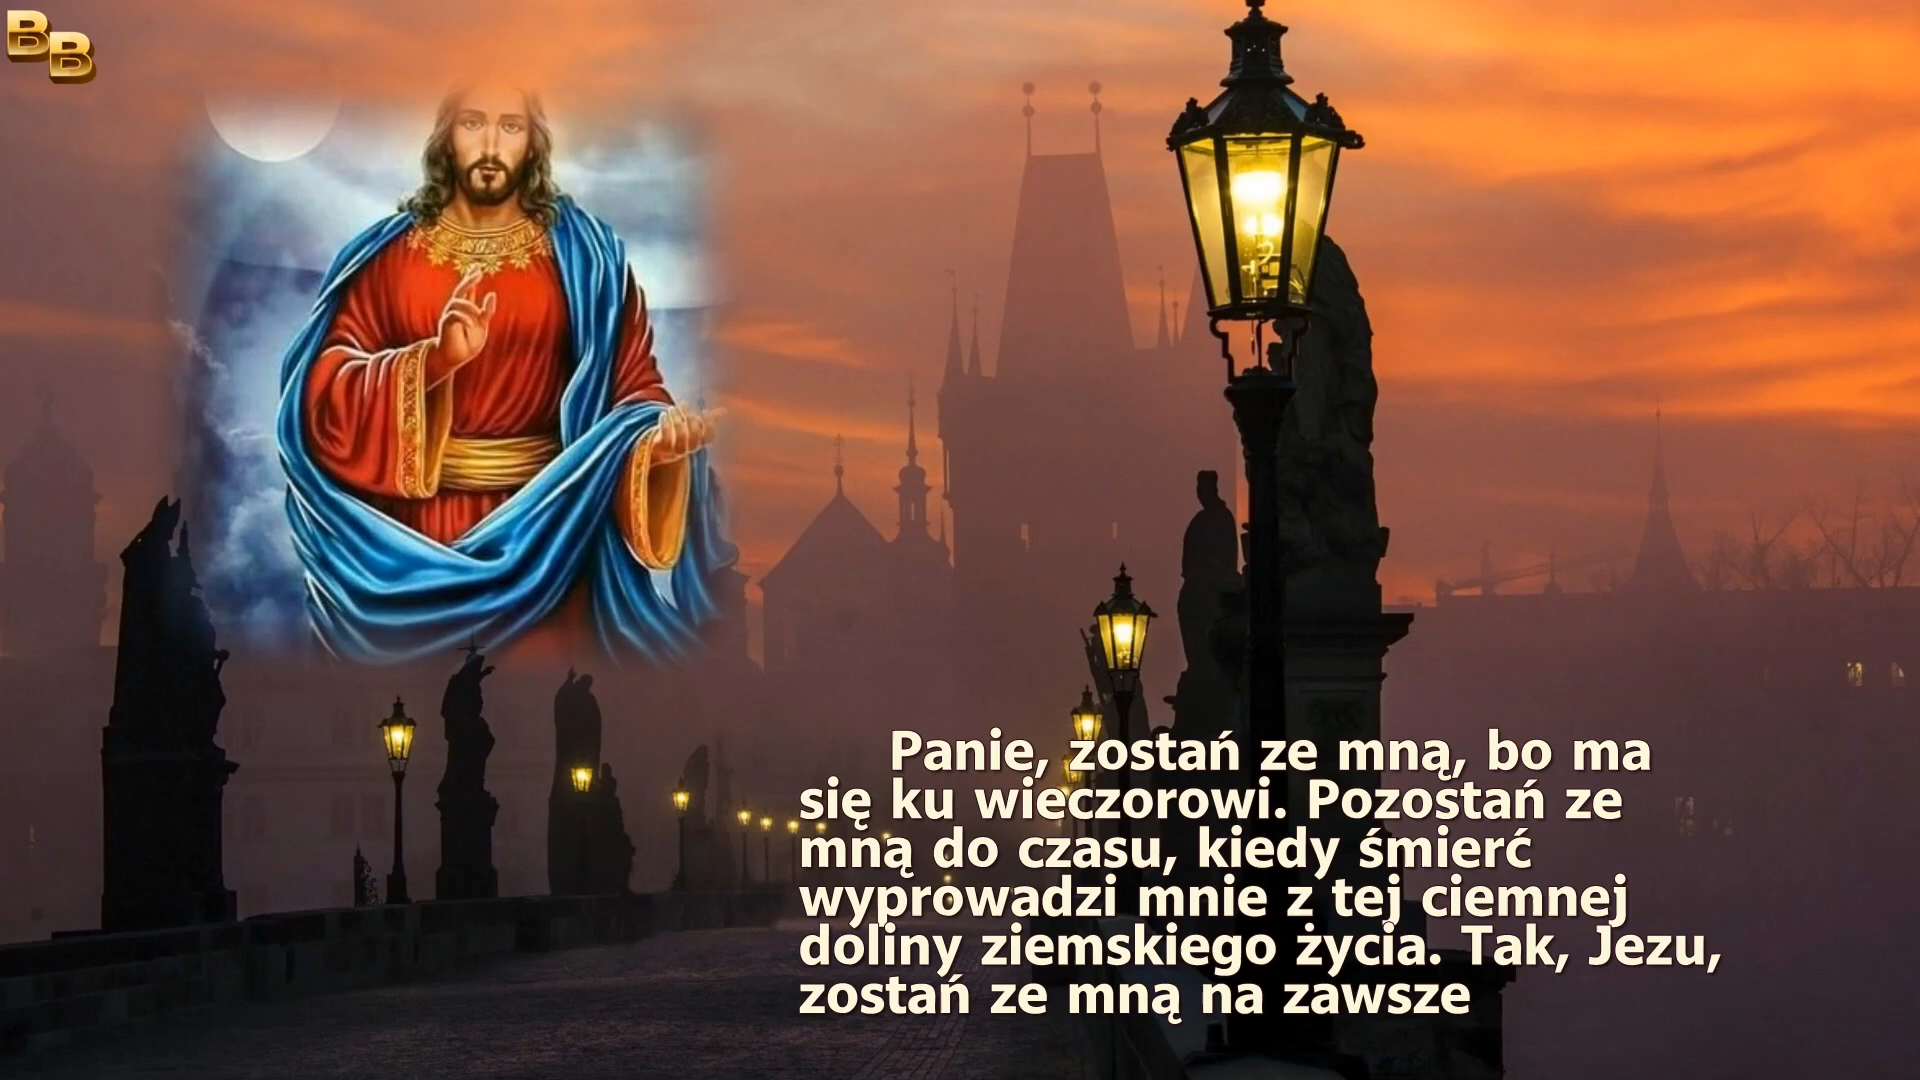 BB
Panie, zostań ze mną, bo ma
się ku wieczorowi. Pozostań ze
mną do czasu, kiedy śmierć
wyprowadzi mnie z tej ciemnej
doliny ziemskiego życia. Tak, Jezu,
zostań ze mną na zawsze